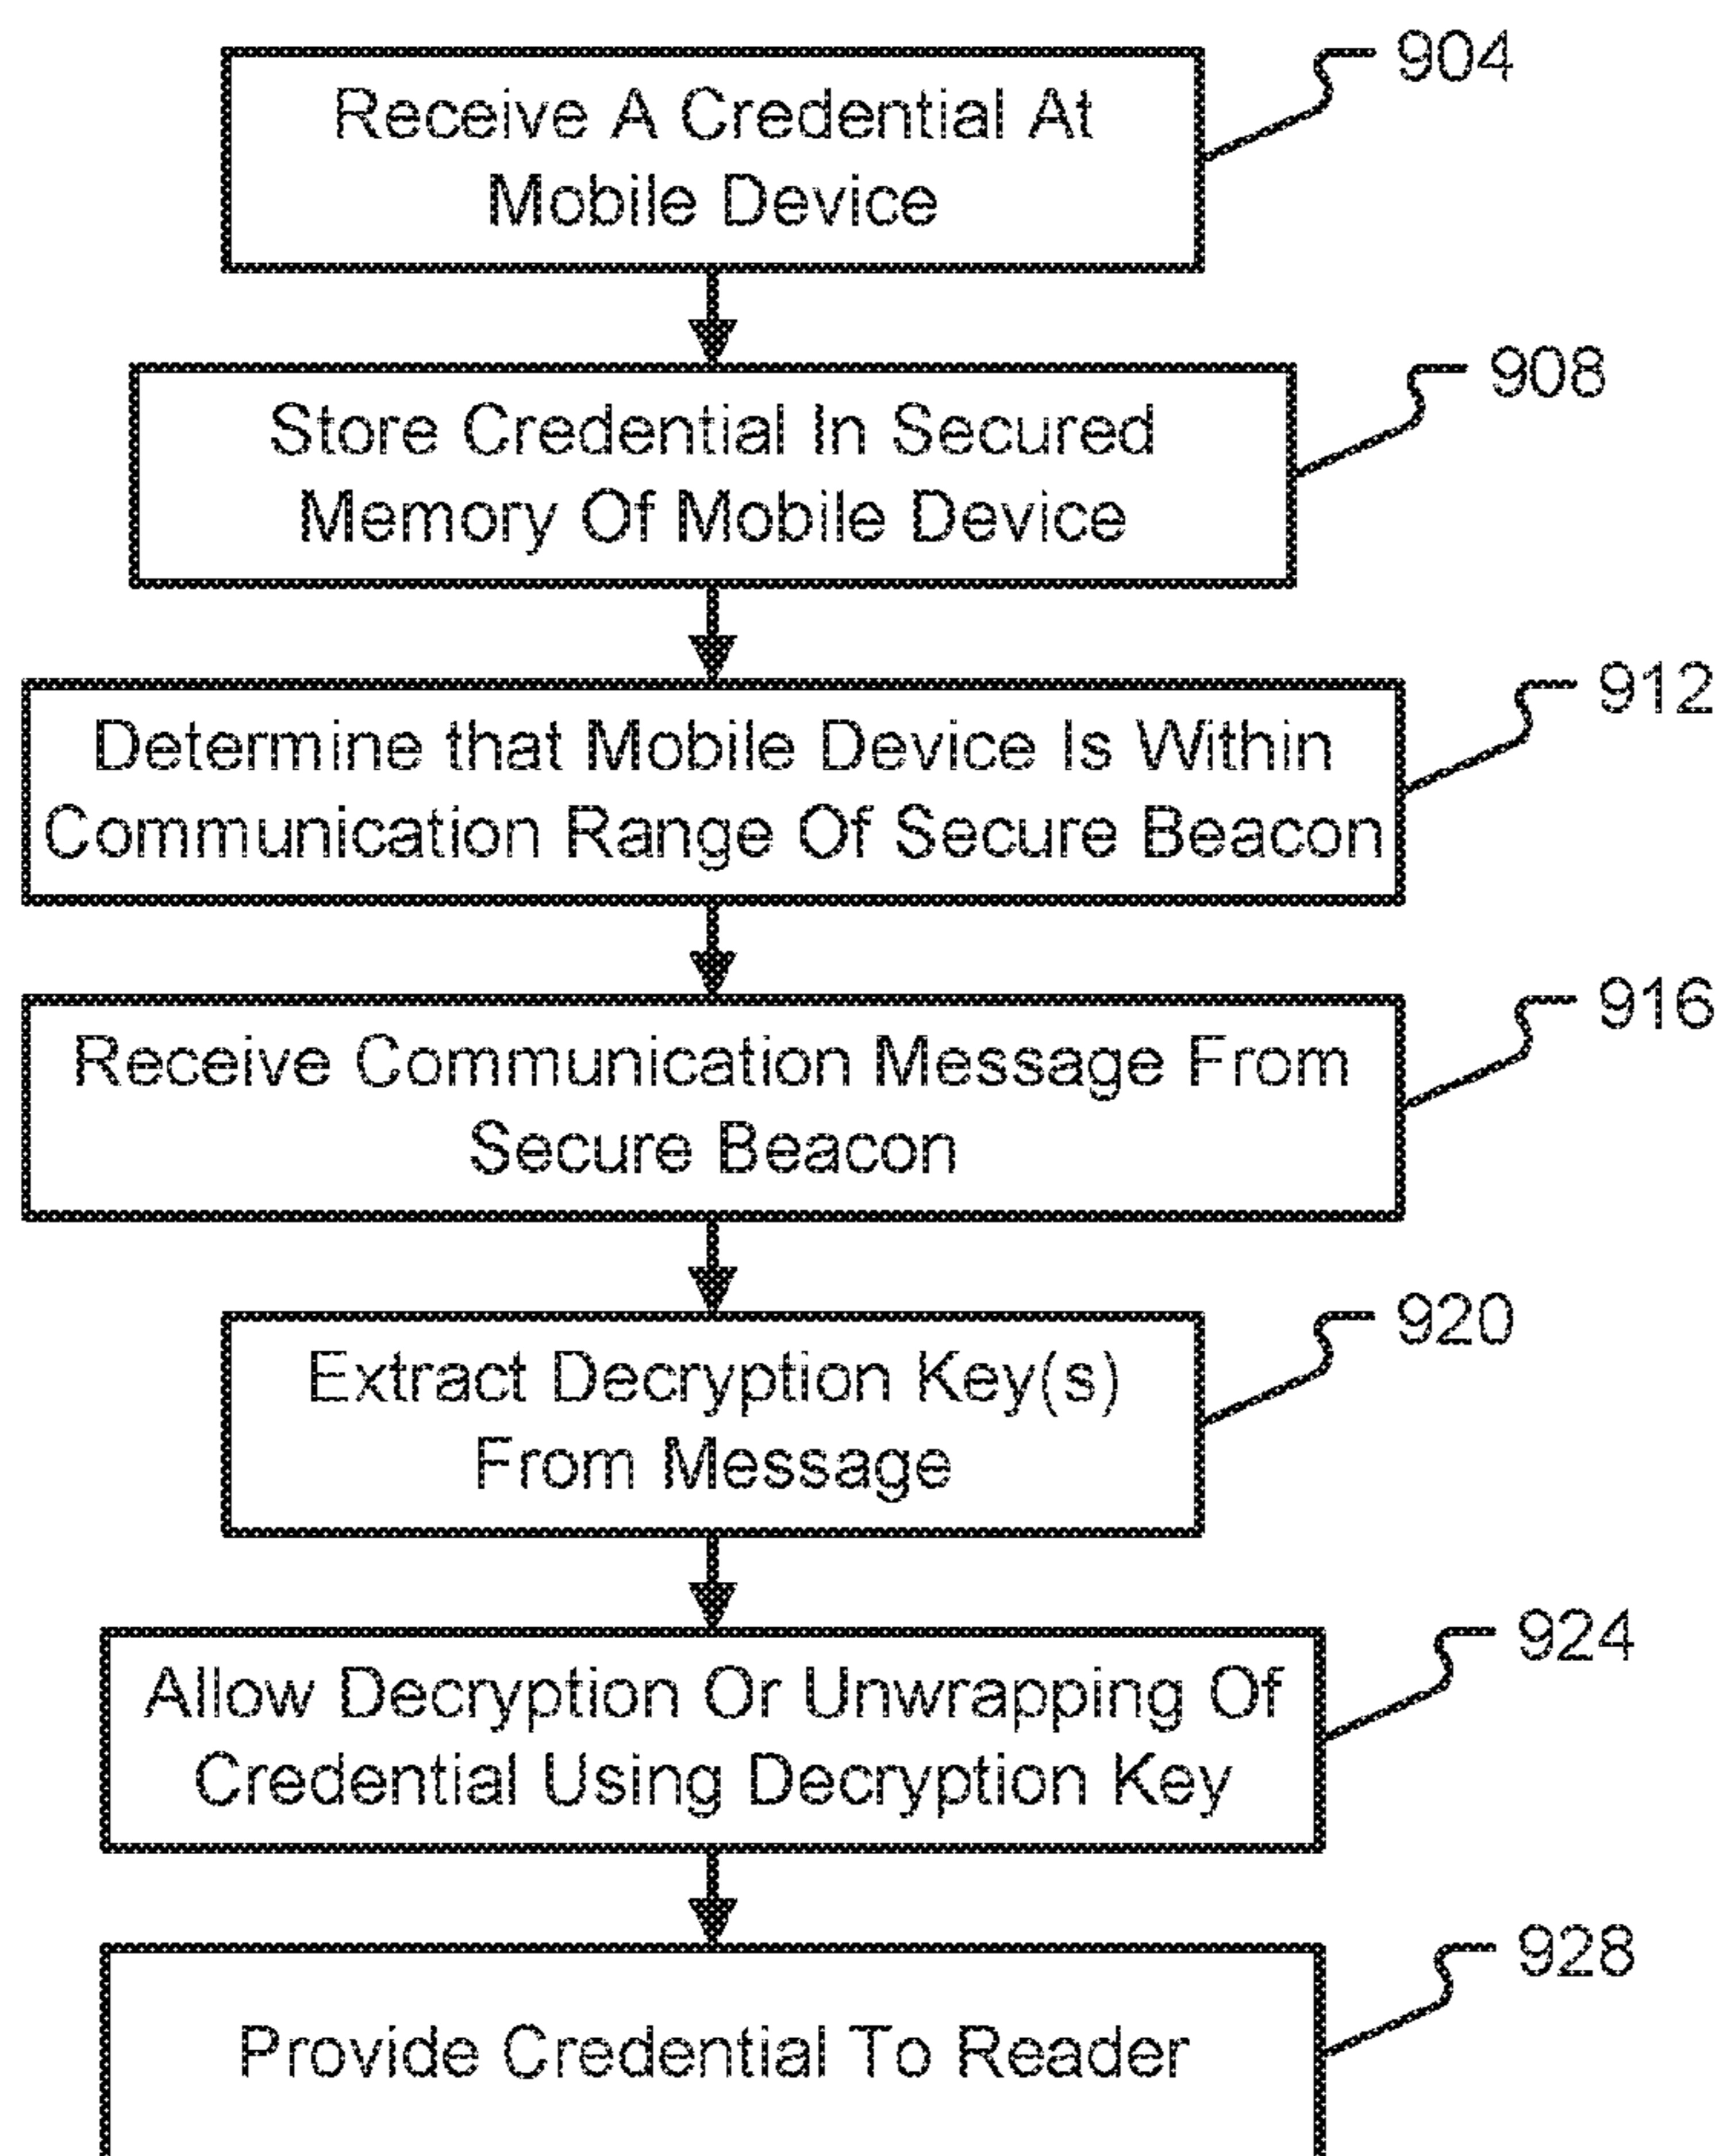 904
Receive A Credential At
Mobile Device
908
Store Credential In Secured
Memory Of Mobile Device
912
Determine that Mobile Device Is Within
Communication Range Of Secure Beacon
916
Receive Communication Message From
Secure Beacon
920
Extract Decryption Key(s)
From Message
924
Allow Decryption Or Unwrapping Of
Credential Using Decryption Key
928
Provide Credential To Reader